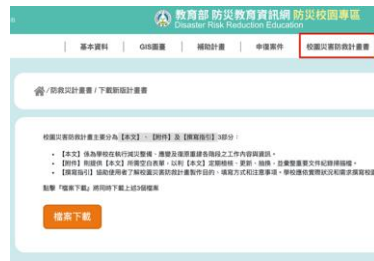 教育部 防災教育資訊網 防災校園專區
Disaster Risk Reduction Education
基本資料 GIS圖臺 補助計畫 申復案件 校園災害防救計畫書
/防救災計畫書 / 下載新版計畫書
校園災害防救計畫主要分為【本文】、【附件】及【撰寫指引】3部分：
【本文】係為學校在執行減災整備、應變及復原重建各階段之工作內容與資訊。
【附件】則提供【本文】所需空白表單，以利【本文】定期檢核、更新、抽換，並彙整重要文件紀錄掃描檔。
【撰寫指引】協助使用者了解校園災害防救計畫製作目的、填寫方式和注意事項。學校應依實際狀況和需求撰寫校園
點擊「檔案下載」將同時下載上述3個檔案
檔案下載